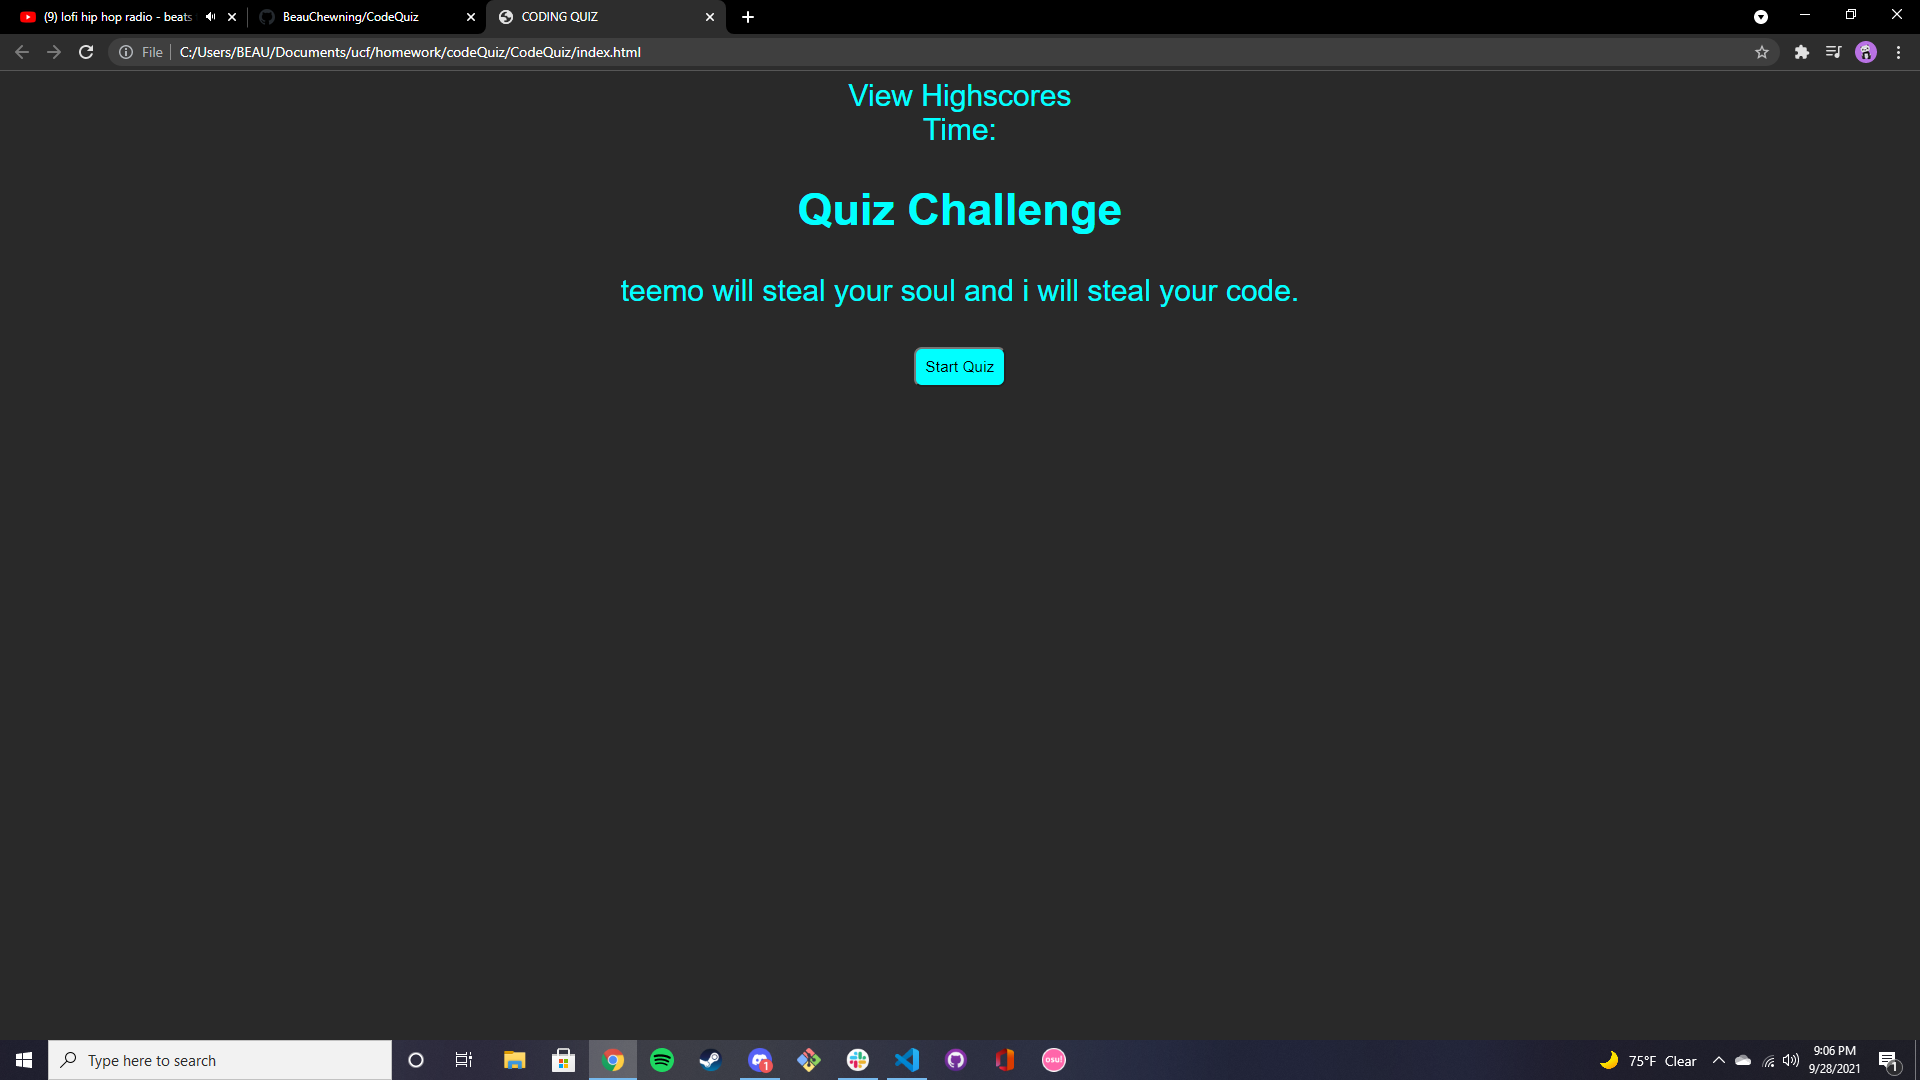 (9) lofi hip hop radio - beats
BeauChewning/CodeQuiz
CODING QUIZ
File
C:/Users/BEAU/Documents/ucf/homework/codeQuiz/CodeQuiz/index.html
View Highscores
Time:
Quiz Challenge
teemo will steal your soul and i will steal your code.
Start Quiz
Type here to search
1
osu!
75°F Clear
9:06 PM
9/28/2021
1